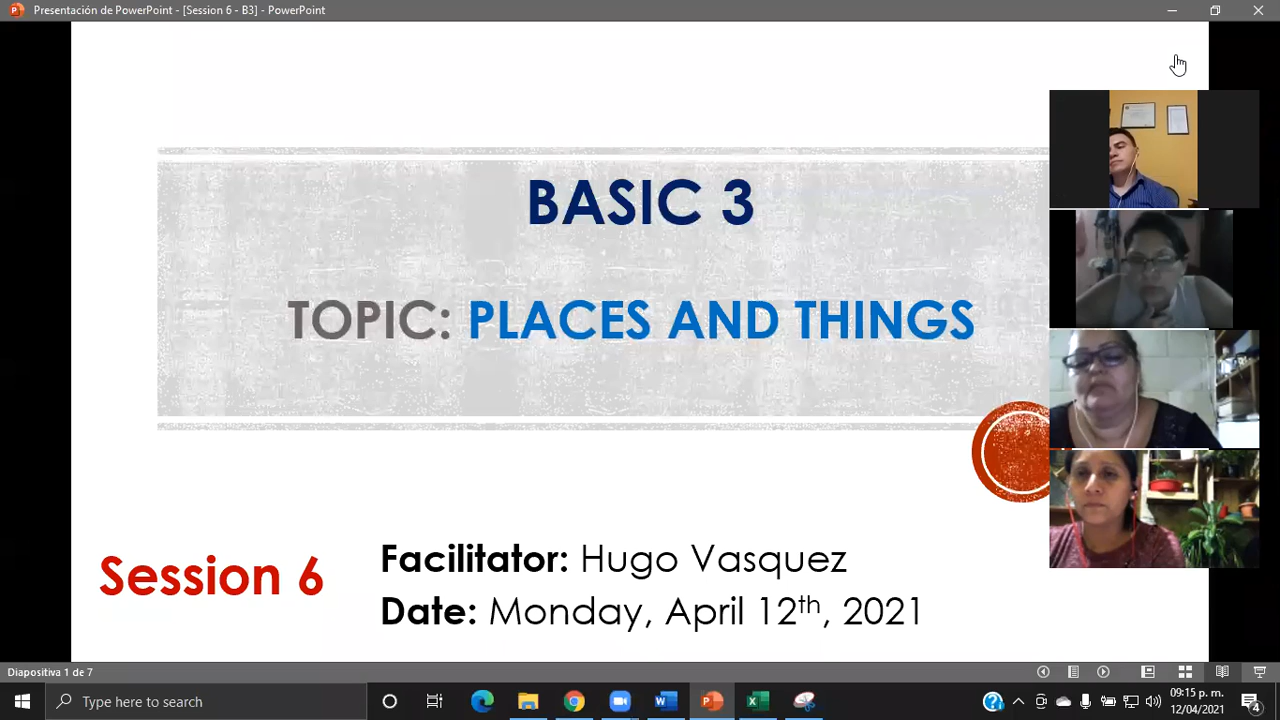 Presentación de PowerPoint - [Session 6 - B3] - PowerPoint
BASIC 3
TOPIC: PLACES AND THINGS
Session 6
Facilitator: Hugo Vasquez
Date: Monday, April 12th, 2021
Diapositiva 1 de 7
Type here to search
09:15 p. m.
12/04/2021
4